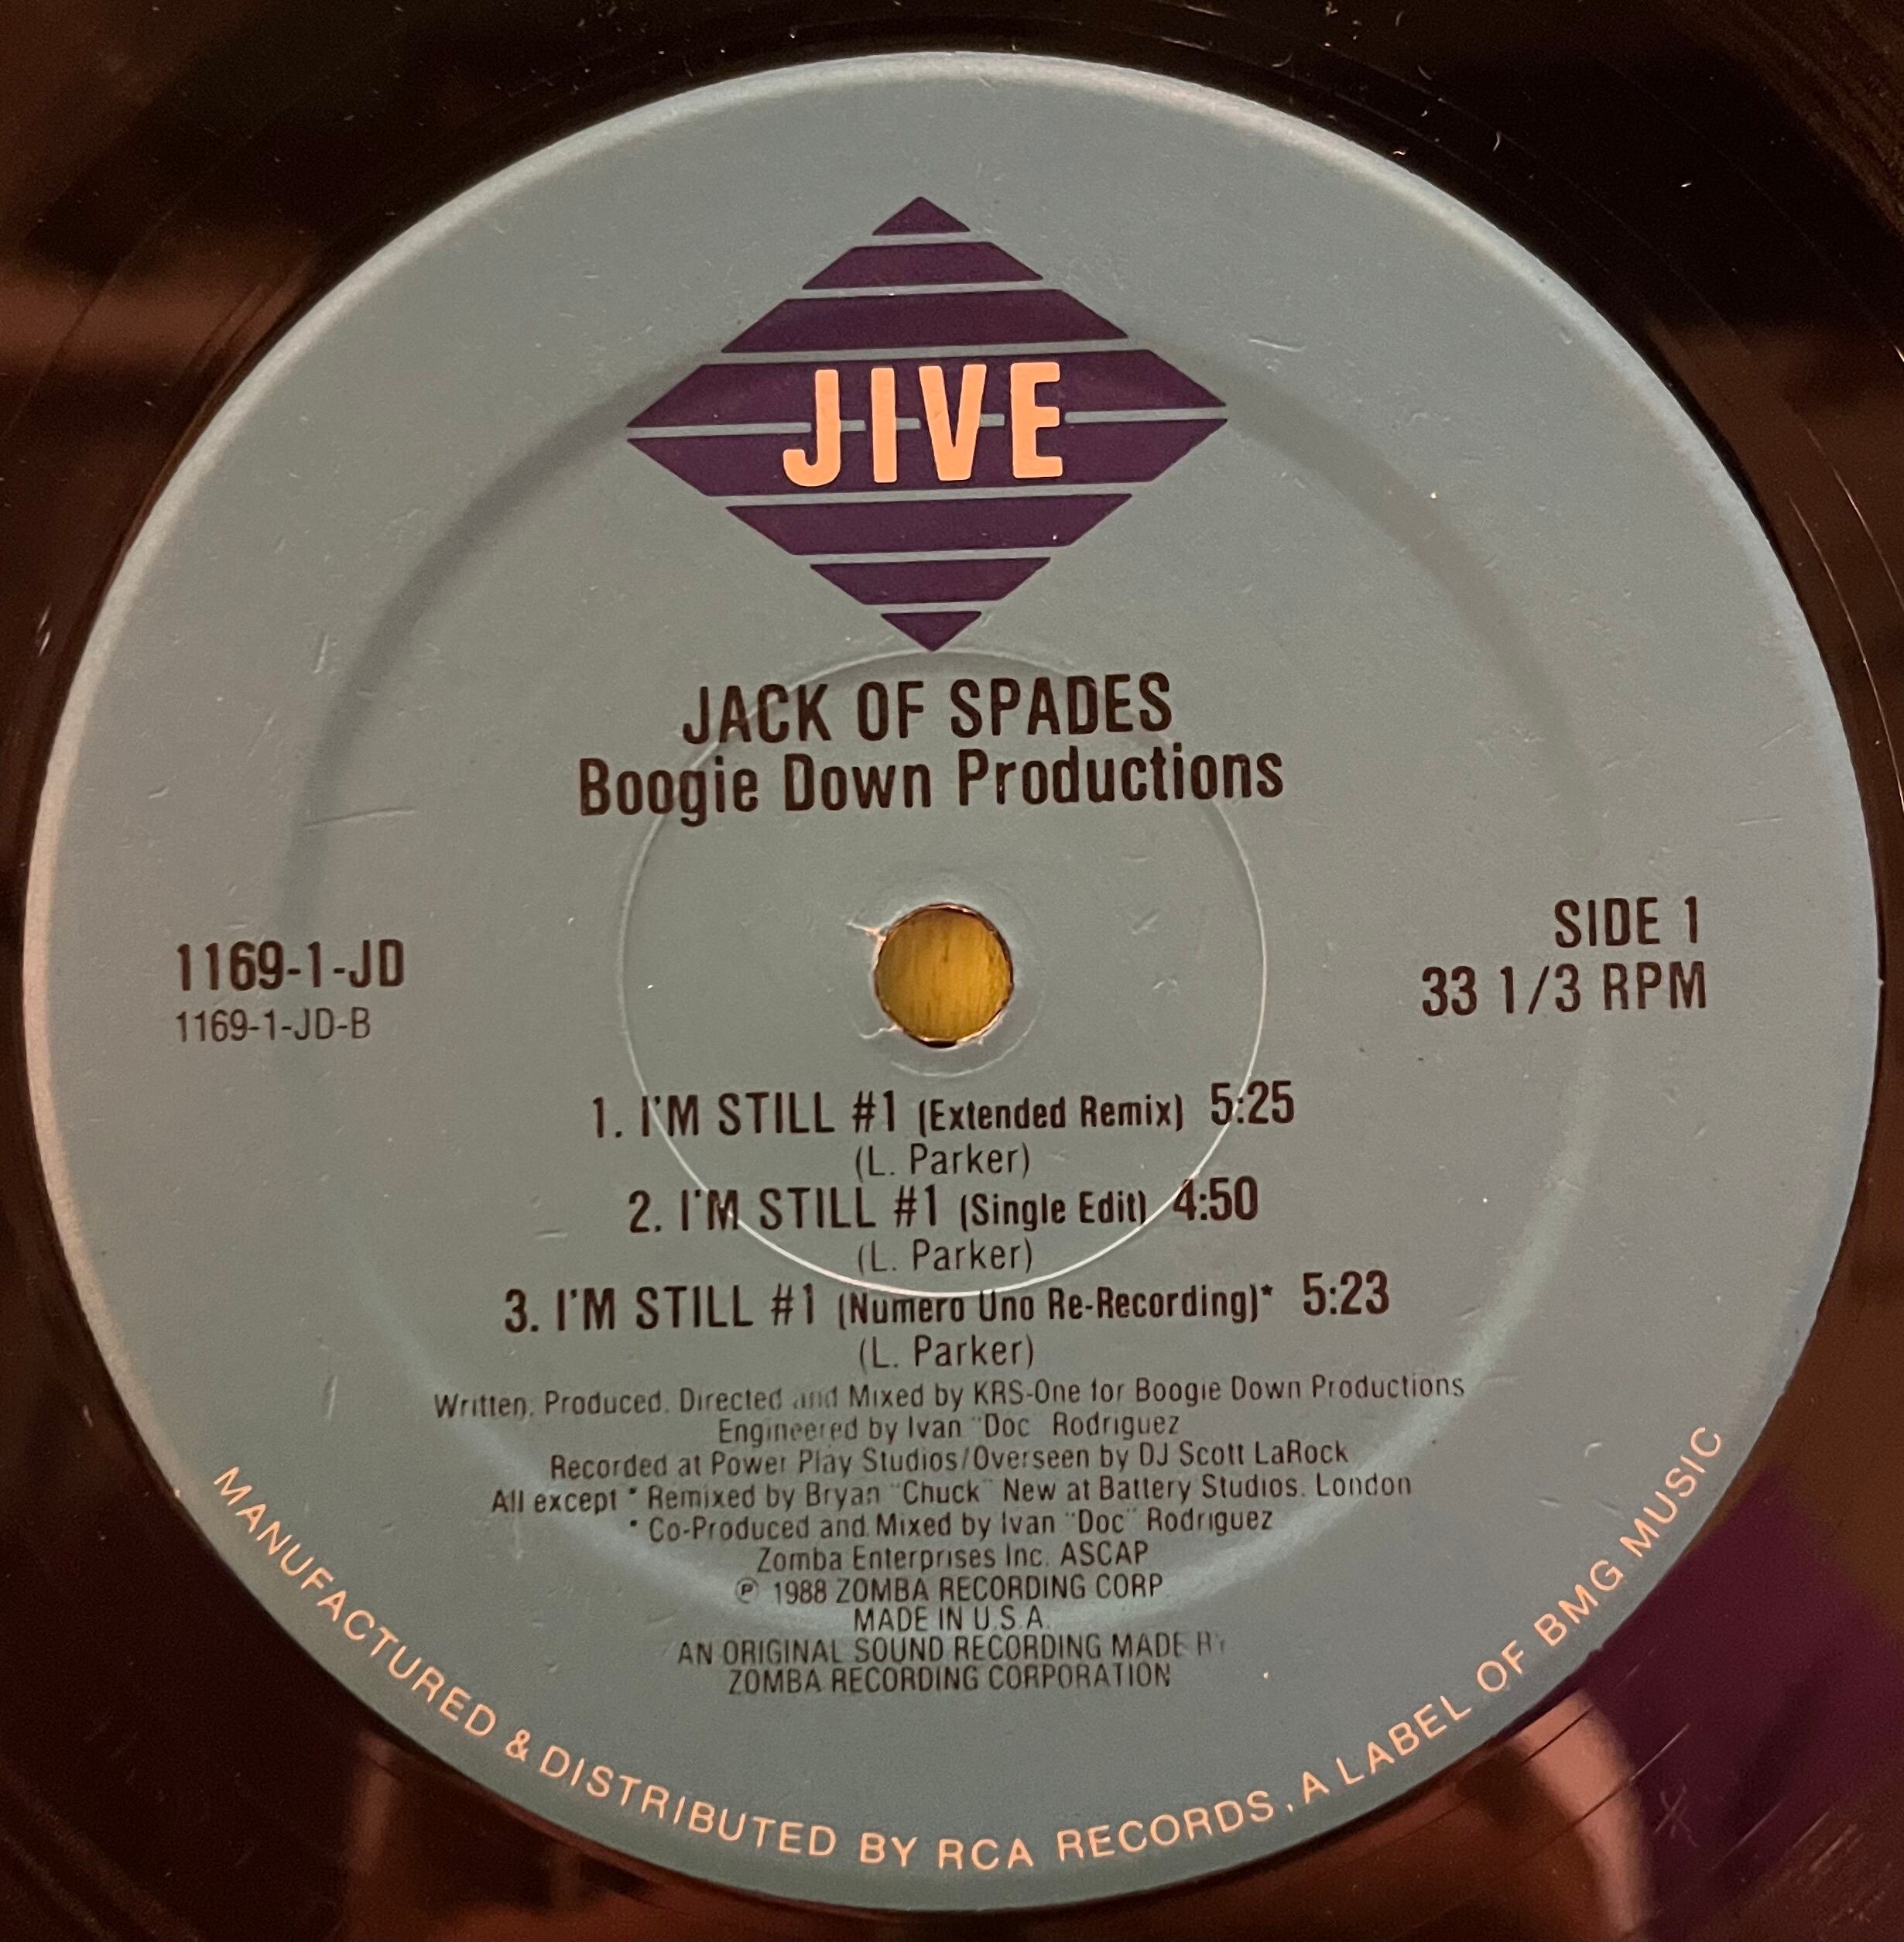 JIVE
JACK OF SPADES
Boogie Down Productions
1169-1-JD
1169-1-JD-B
SIDE 1
33 1/3 RPM
1. I'M STILL #1 (Extended Remix) 5:25
(L. Parker)
2. I'M STILL #1 (Single Edit) 4:50
(L. Parker)
3. I'M STILL #1 (Numero Uno Re-Recording)* 5:23
(L. Parker)
Written, Produced, Directed and Mixed by KRS-One for Boogie Down Productions
Engineered by Ivan "Doc" Rodriguez
Recorded at Power Play Studios/Overseen by DJ Scott LaRock
All except * Remixed by Bryan "Chuck" New at Battery Studios, London
* Co-Produced and Mixed by Ivan "Doc" Rodriguez
Zomba Enterprises Inc. ASCAP
℗ 1988 ZOMBA RECORDING CORP
MADE IN U.S.A.
AN ORIGINAL SOUND RECORDING MADE BY
ZOMBA RECORDING CORPORATION
MANUFACTURED & DISTRIBUTED BY RCA RECORDS, A LABEL OF BMG MUSIC